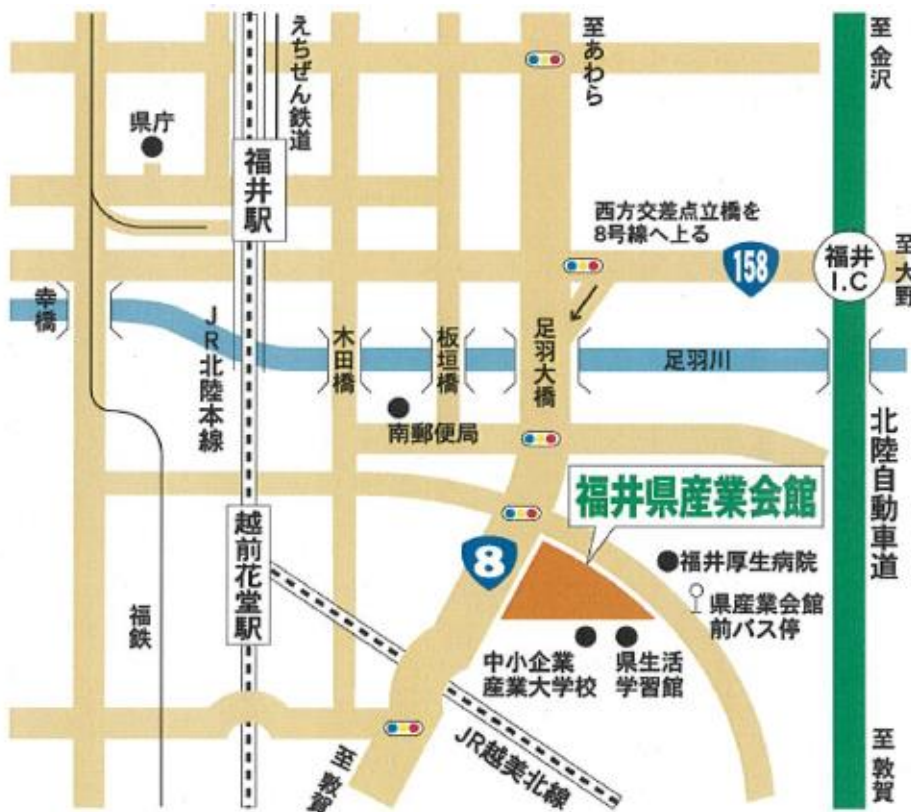 えちぜん鉄道
至あわら
至金沢
県庁
福井駅
西方交差点立橋を
8号線へ上る
158
福井
I.C
至大野
幸橋
JR北陸本線
木田橋
板垣橋
足羽大橋
足羽川
南郵便局
北陸自動車道
福井県産業会館
越前花堂駅
8
福井厚生病院
県産業会館
前バス停
福鉄
中小企業
産業大学校
県生活
学習館
JR越美北線
至敦賀
至敦賀